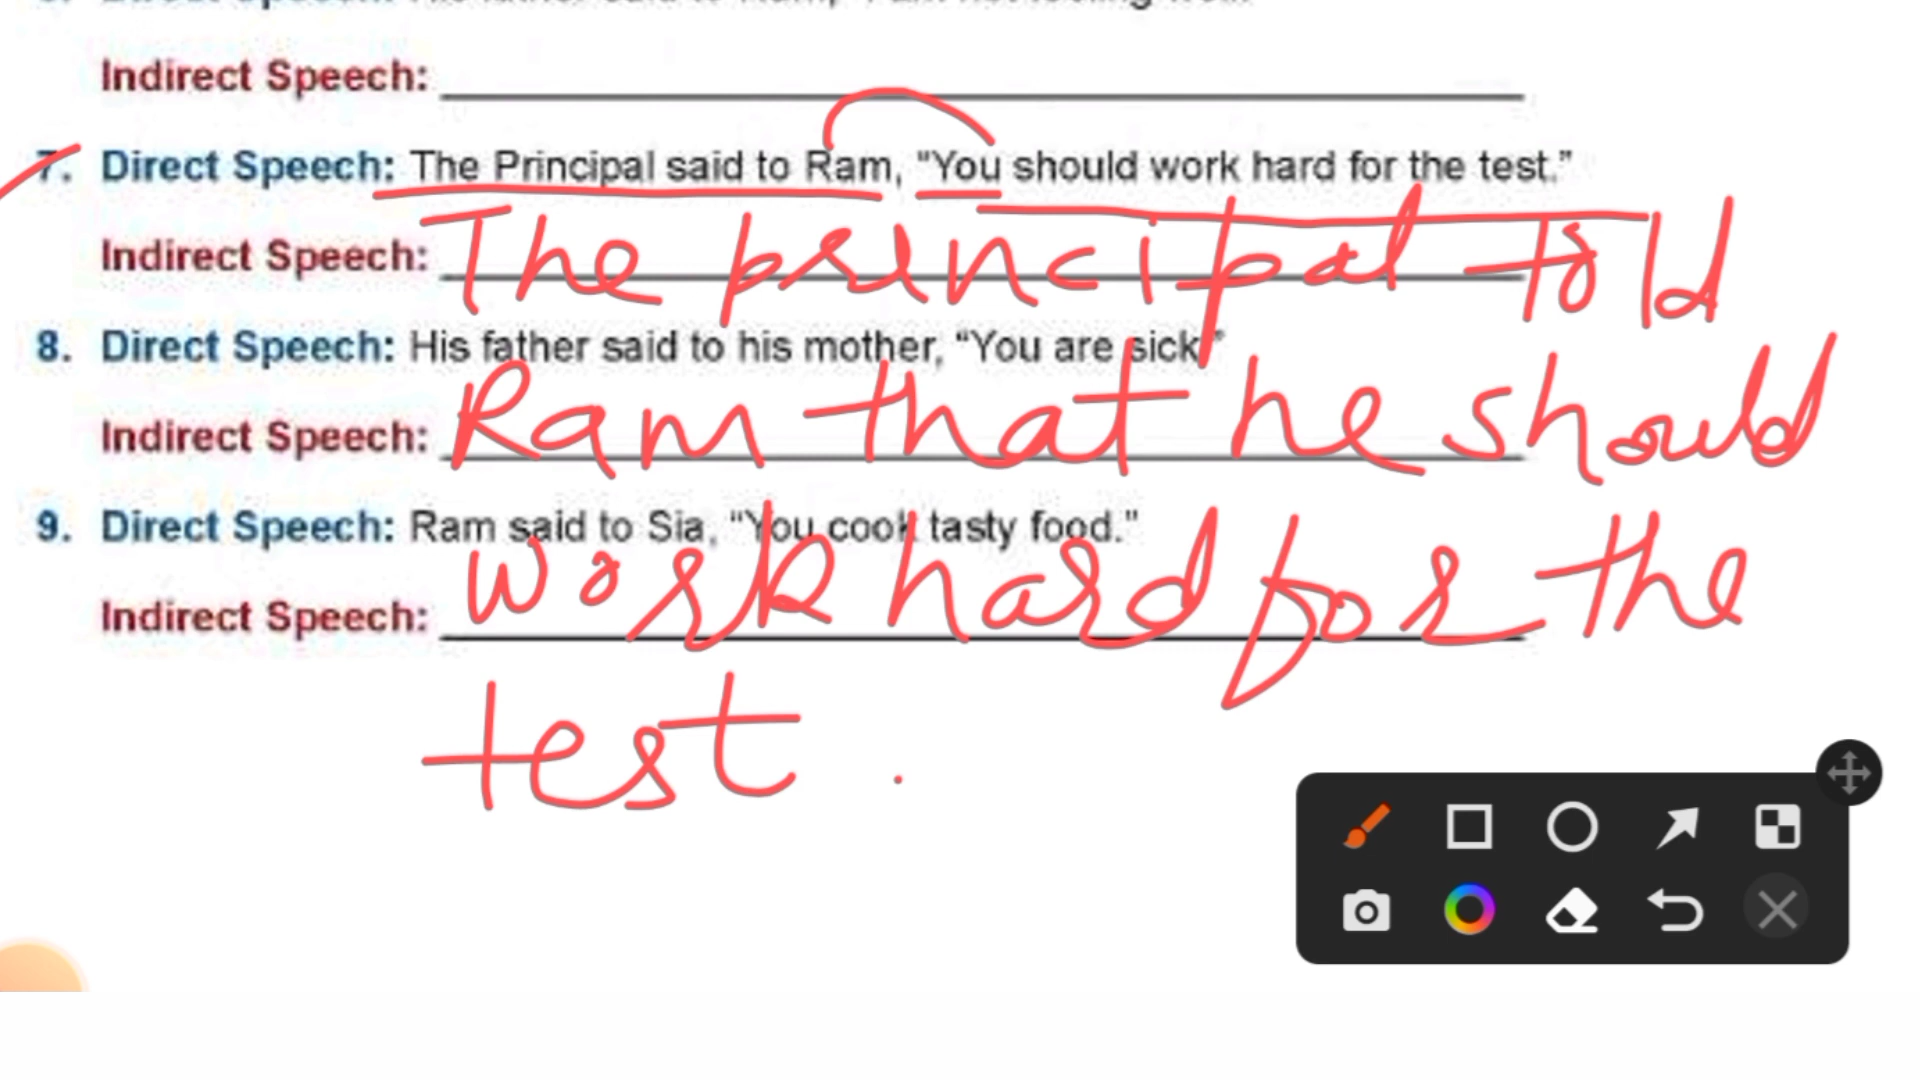 Indirect Speech:
7. Direct Speech: The Principal said to Ram, “You should work hard for the test.”
Indirect Speech: The principal told
8. Direct Speech: His father said to his mother, “You are sick.”
Indirect Speech: Ram that he should
9. Direct Speech: Ram said to Sia, “You cook tasty food.”
Indirect Speech: work hard for the
test.